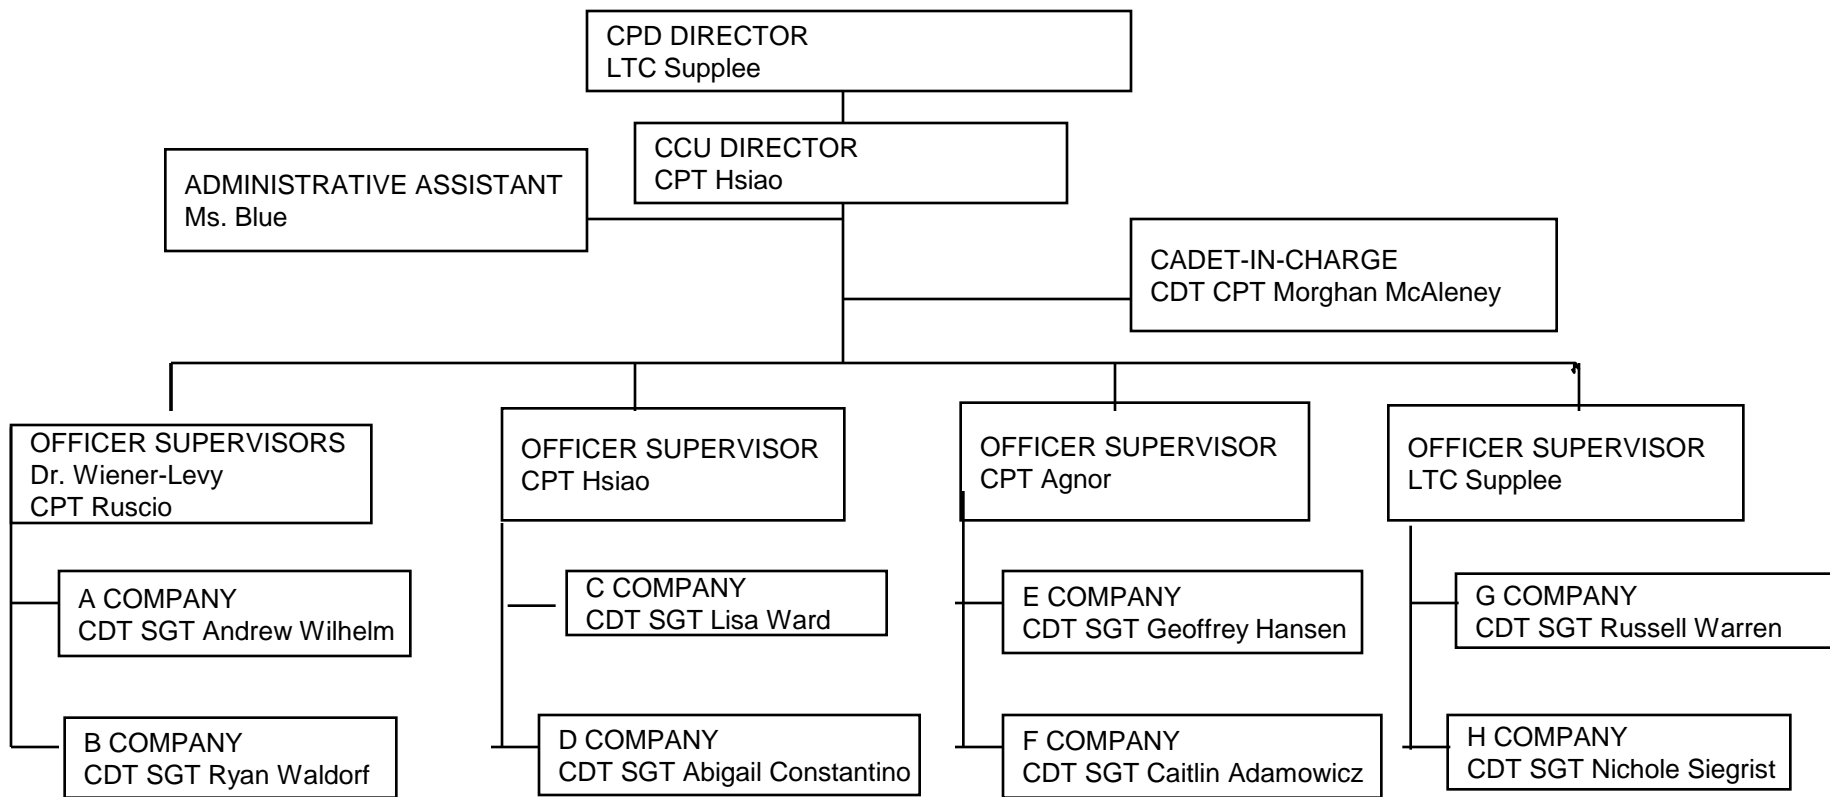 CPD DIRECTOR
LTC Supplee
CCU DIRECTOR
CPT Hsiao
ADMINISTRATIVE ASSISTANT
Ms. Blue
CADET-IN-CHARGE
CDT CPT Morghan McAleney
OFFICER SUPERVISORS
Dr. Wiener-Levy
CPT Ruscio
A COMPANY
CDT SGT Andrew Wilhelm
B COMPANY
CDT SGT Ryan Waldorf
OFFICER SUPERVISOR
CPT Hsiao
C COMPANY
CDT SGT Lisa Ward
D COMPANY
CDT SGT Abigail Constantino
OFFICER SUPERVISOR
CPT Agnor
E COMPANY
CDT SGT Geoffrey Hansen
F COMPANY
CDT SGT Caitlin Adamowicz
OFFICER SUPERVISOR
LTC Supplee
G COMPANY
CDT SGT Russell Warren
H COMPANY
CDT SGT Nichole Siegrist